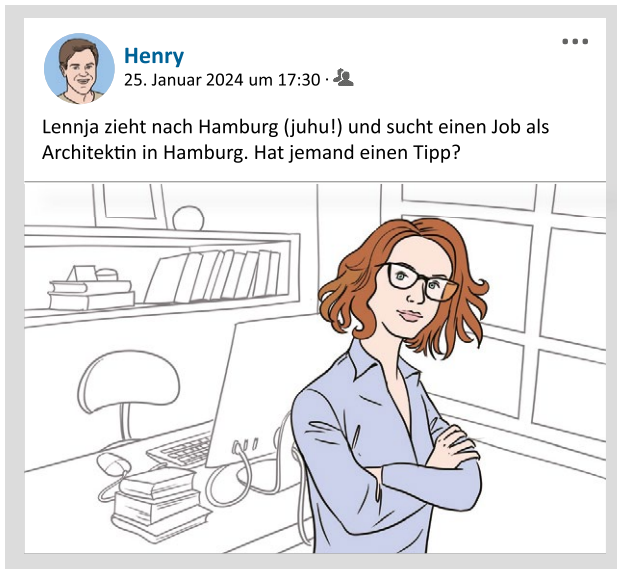 Henry
25. Januar 2024 um 17:30 ·
Lennja zieht nach Hamburg (juhu!) und sucht einen Job als
Architektin in Hamburg. Hat jemand einen Tipp?